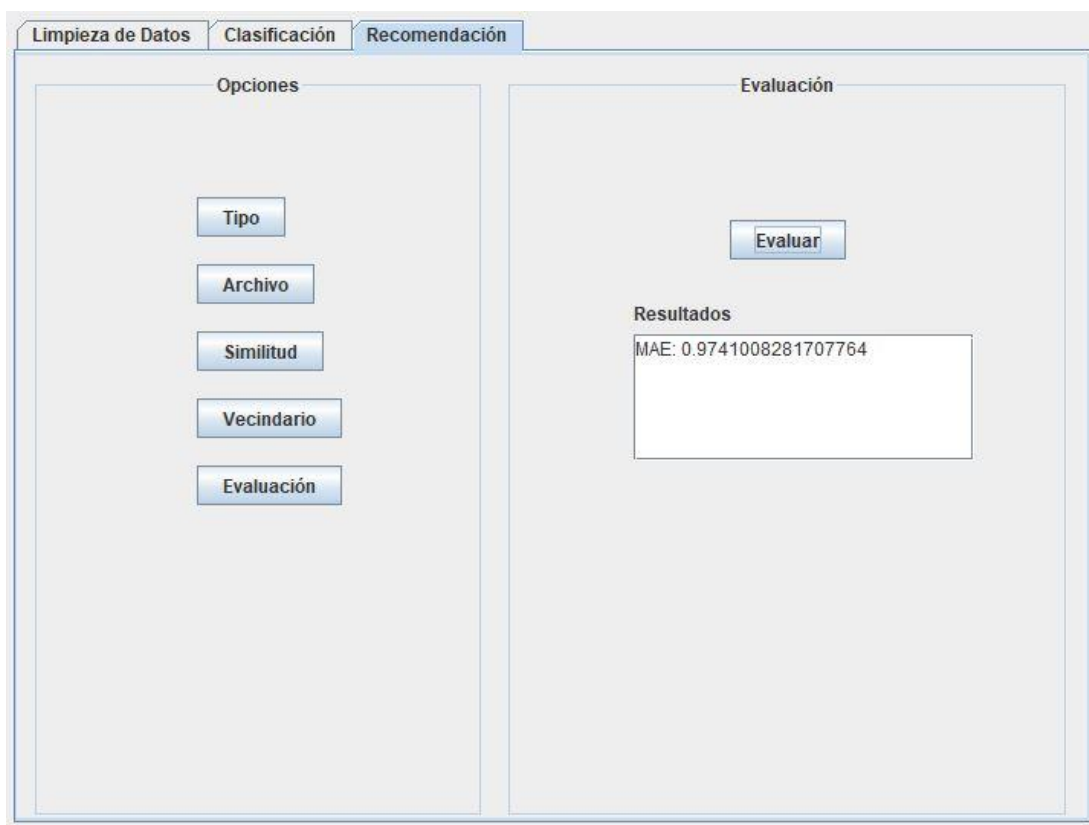 Limpieza de Datos
Clasificación
Recomendación
Opciones
Tipo
Archivo
Similitud
Vecindario
Evaluación
Evaluación
Evaluar
Resultados
MAE: 0.9741008281707764